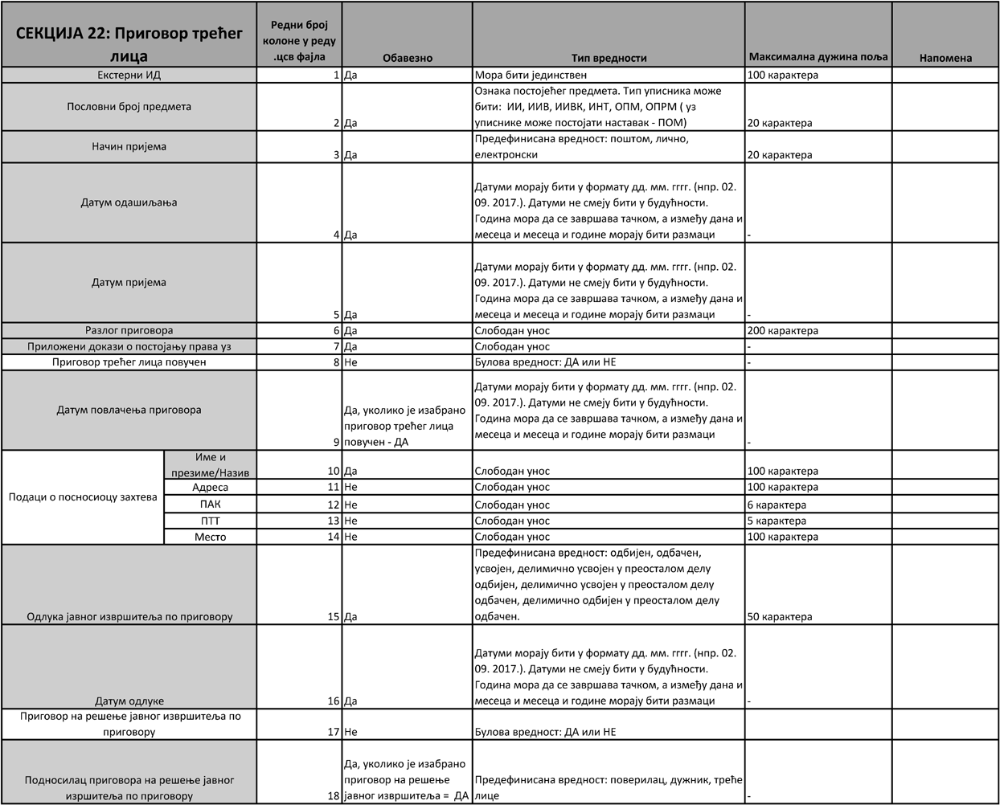 СЕКЦИЈА 22: Приговор трећег
лица
Редни број
колоне у реду
.цсв фајла
Обавезно
Тип вредности
Максимална дужина поља
Напомена
Екстерни ИД
1
Да
Мора бити јединствен
100 карактера
Пословни број предмета
2
Да
Ознака постојећег предмета. Тип уписника може
бити:  ИИ, ИИВ, ИИВК, ИНТ, ОПМ, ОПРМ ( уз
уписнике може постојати наставак - ПОМ)
20 карактера
Начин пријема
3
Да
Предефинисана вредност: поштом, лично,
електронски
20 карактера
Датум одашиљања
4
Да
Датуми морају бити у формату дд. мм. гггг. (нпр. 02.
09. 2017.). Датуми не смеју бити у будућности.
Година мора да се завршава тачком, а између дана и
месеца и месеца и године морају бити размаци
-
Датум пријема
5
Да
Датуми морају бити у формату дд. мм. гггг. (нпр. 02.
09. 2017.). Датуми не смеју бити у будућности.
Година мора да се завршава тачком, а између дана и
месеца и месеца и године морају бити размаци
-
Разлог приговора
6
Да
Слободан унос
200 карактера
Приложени докази о постојању права уз
7
Да
Слободан унос
-
Приговор трећег лица повучен
8
Не
Булова вредност: ДА или НЕ
-
Датум повлачења приговора
9
Да, уколико је изабрано
приговор трећег лица
повучен - ДА
Датуми морају бити у формату дд. мм. гггг. (нпр. 02.
09. 2017.). Датуми не смеју бити у будућности.
Година мора да се завршава тачком, а између дана и
месеца и месеца и године морају бити размаци
-
Подаци о посносиоцу захтева
Име и
презиме/Назив
10
Да
Слободан унос
100 карактера
Адреса
11
Не
Слободан унос
100 карактера
ПАК
12
Не
Слободан унос
6 карактера
ПТТ
13
Не
Слободан унос
5 карактера
Место
14
Не
Слободан унос
100 карактера
Одлука јавног извршитеља по приговору
15
Да
Предефинисана вредност: одбијен, одбачен,
усвојен, делимично усвојен у преосталом делу
одбијен, делимично усвојен у преосталом делу
одбачен, делимично одбијен у преосталом делу
одбачен.
50 карактера
Датум одлуке
16
Да
Датуми морају бити у формату дд. мм. гггг. (нпр. 02.
09. 2017.). Датуми не смеју бити у будућности.
Година мора да се завршава тачком, а између дана и
месеца и месеца и године морају бити размаци
-
Приговор на решење јавног извршитеља по
приговору
17
Не
Булова вредност: ДА или НЕ
Подносилац приговора на решење јавног
изршитеља по приговору
18
Да, уколико је изабрано
приговор на решење
јавног извршитеља =  ДА
Предефинисана вредност: поверилац, дужник, треће
лице
-